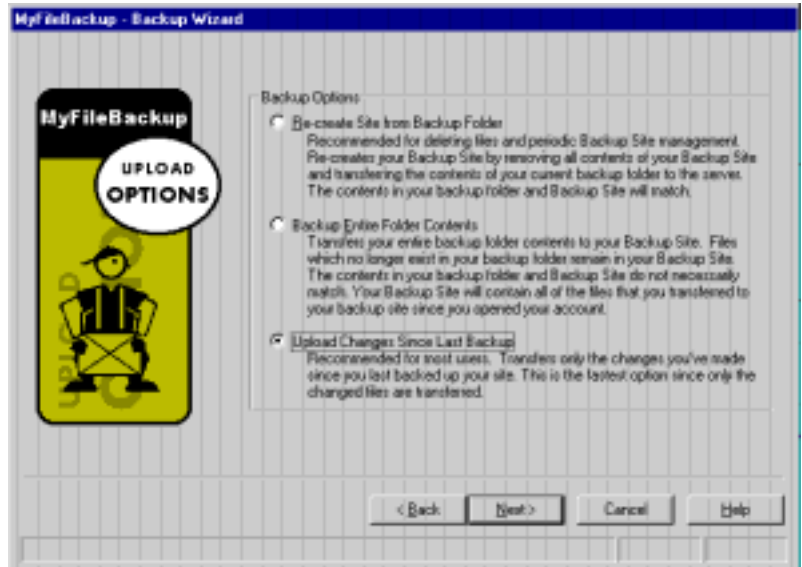 MyFileBackup - Backup Wizard
MyFileBackup
UPLOAD
OPTIONS
UPLOAD
Backup Options
Re-create Site from Backup Folder
Recommended for deleting files and periodic Backup Site management.
Re-creates your Backup Site by removing all contents of your Backup Site
and transferring the contents of your current backup folder to the server.
The contents in your backup folder and Backup Site will match.
Backup Entire Folder Contents
Transfers your entire backup folder contents to your Backup Site. Files
which no longer exist in your backup folder remain in your Backup Site.
The contents in your backup folder and Backup Site do not necessarily
match. Your Backup Site will contain all of the files that you transferred to
your backup site since you opened your account.
Upload Changes Since Last Backup
Recommended for most users. Transfers only the changes you've made
since you last backed up your site. This is the fastest option since only the
changed files are transferred.
< Back
Next >
Cancel
Help